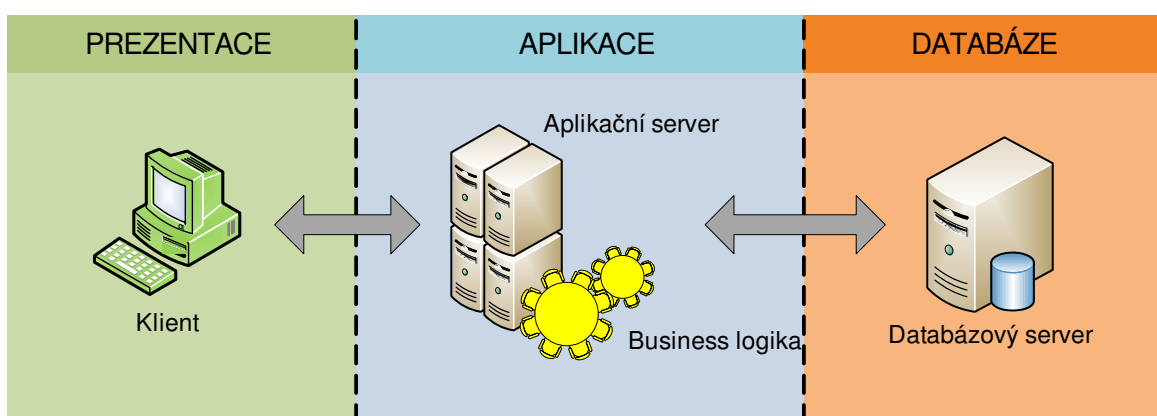 PREZENTACE
APLIKACE
DATABÁZE
Aplikační server
Klient
Business logika
Databázový server